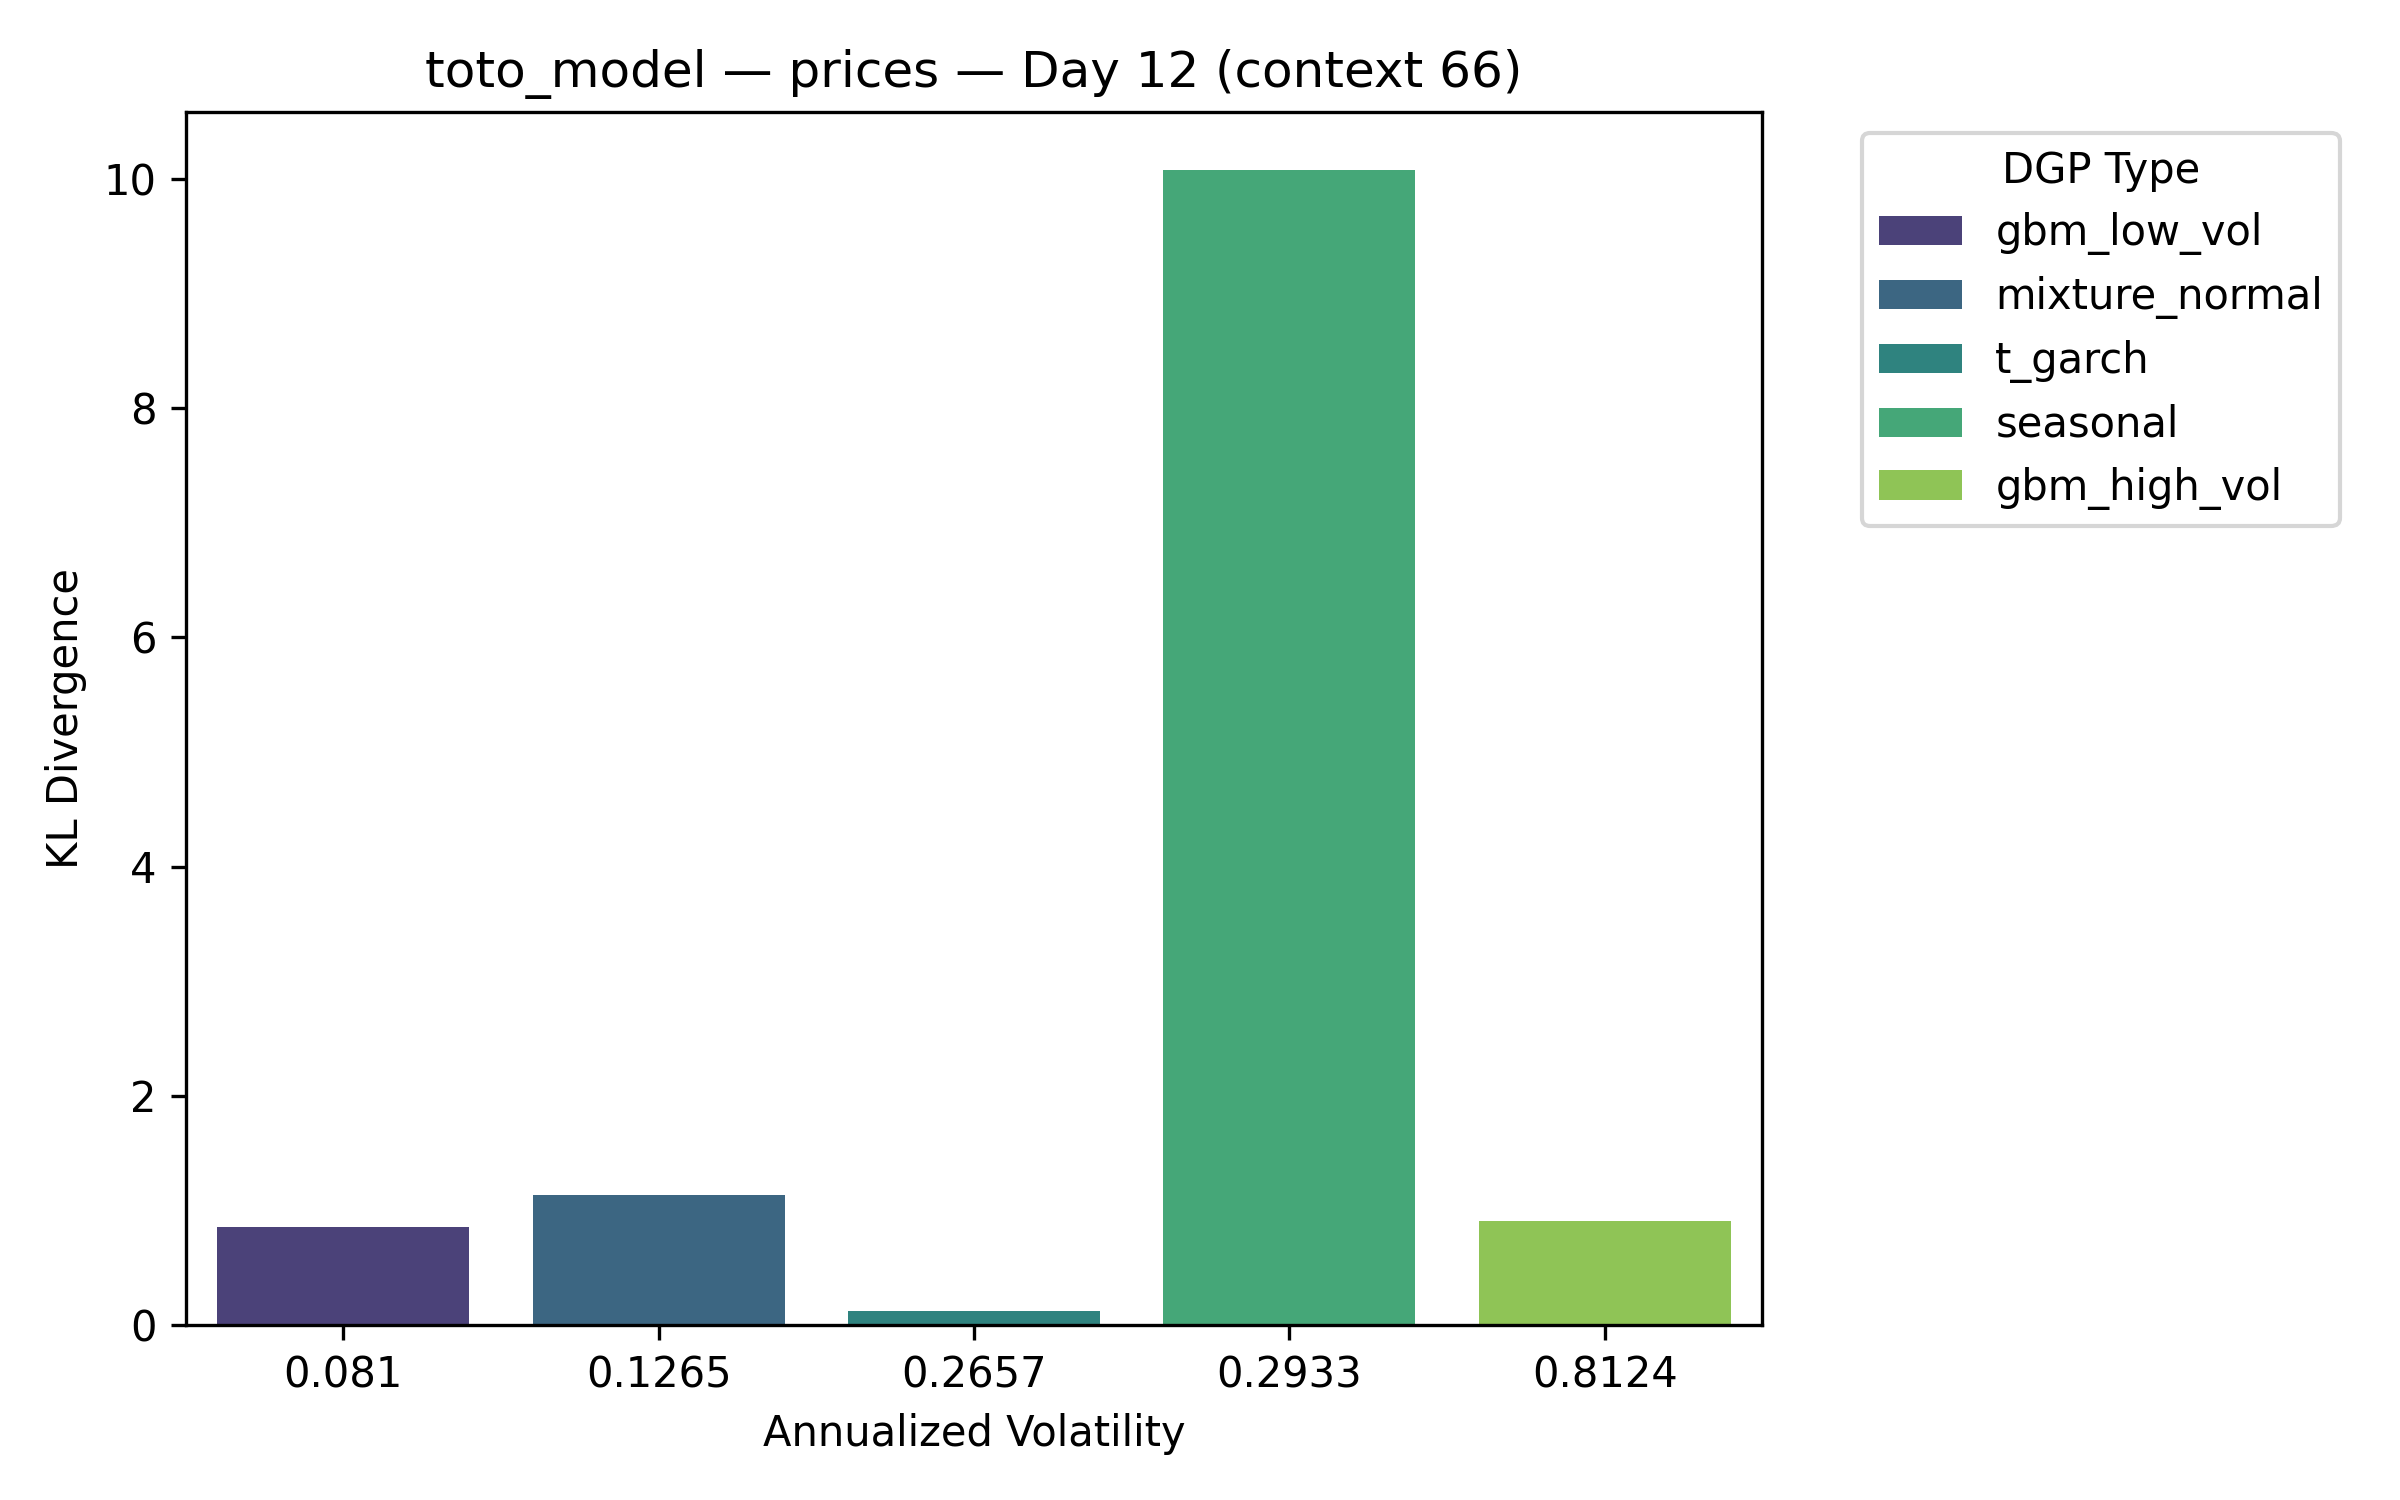 toto_model — prices — Day 12 (context 66)
DGP Type
gbm_low_vol
mixture_normal
t_garch
seasonal
gbm_high_vol
KL Divergence
10
8
6
4
2
0
0.081 0.1265 0.2657 0.2933 0.8124
Annualized Volatility